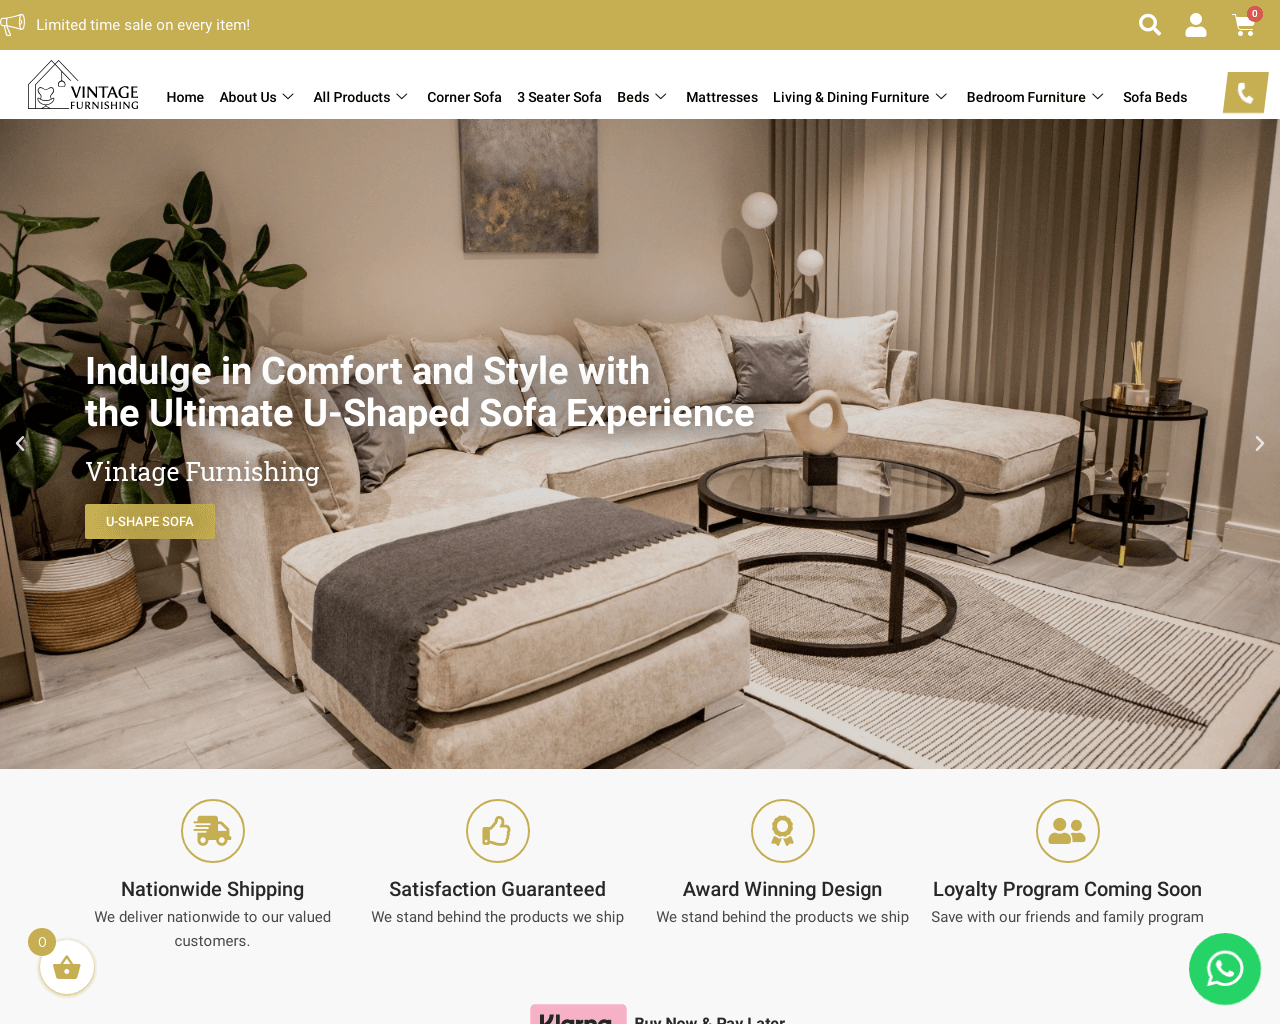 Limited time sale on every item!
0
VINTAGE
FURNISHING
Home About Us All Products Corner Sofa 3 Seater Sofa Beds Mattresses Living & Dining Furniture Bedroom Furniture Sofa Beds
Indulge in Comfort and Style with
the Ultimate U-Shaped Sofa Experience
Vintage Furnishing
U-SHAPE SOFA
Nationwide Shipping
We deliver nationwide to our valued
customers.
Satisfaction Guaranteed
We stand behind the products we ship
Award Winning Design
We stand behind the products we ship
Loyalty Program Coming Soon
Save with our friends and family program
0
Klarna
Buy Now & Pay Later